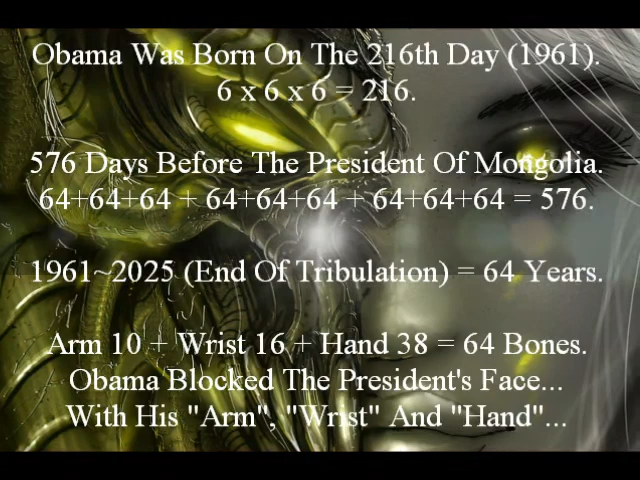 Obama Was Born On The 216th Day (1961).
6 x 6 x 6 = 216.
576 Days Before The President Of Mongolia.
64+64+64 + 64+64+64 + 64+64+64 = 576.
1961~2025 (End Of Tribulation) = 64 Years.
Arm 10 + Wrist 16 + Hand 38 = 64 Bones.
Obama Blocked The President's Face...
With His "Arm", "Wrist" And "Hand"...